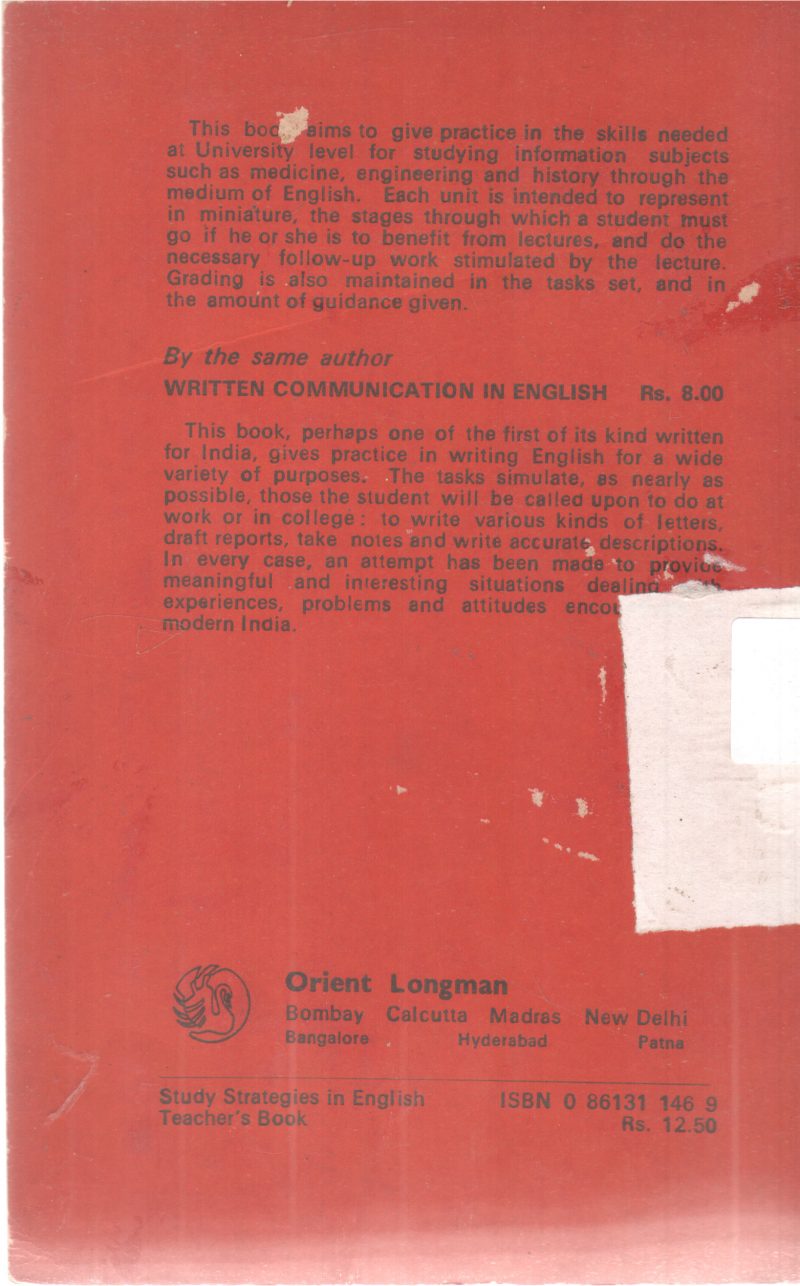 This aims to give practice in the skills needed
at University level for studying information subjects
such as medicine, engineering and history through the
medium of English. Each unit is intended to represent
in miniature, the stages through which a student must
go if he or she is to benefit from lectures, and do the
necessary follow-up work stimulated by the lecture.
Grading is also maintained in the tasks set, and in
the amount of guidance given.
By the same author
WRITTEN COMMUNICATION IN ENGLISH Rs. 8.00
This book, perhaps one of the first of its kind written
for India, gives practice in writing English for a wide
variety of purposes. The tasks simulate, as nearly as
possible, those the student will be called upon to do at
work or in college : to write various kinds of letters,
draft reports, take notes and write accurate descriptions.
In every case, an attempt has been made to provide
meaningful and interesting situations dealing
experiences, problems and attitudes
modern India.
Orient Longman
Bombay Calcutta Madras New Delhi
Bangalore Hyderabad Patna
Study Strategies in English ISBN 0 86131 146 9
Teacher's Book Rs. 12.50